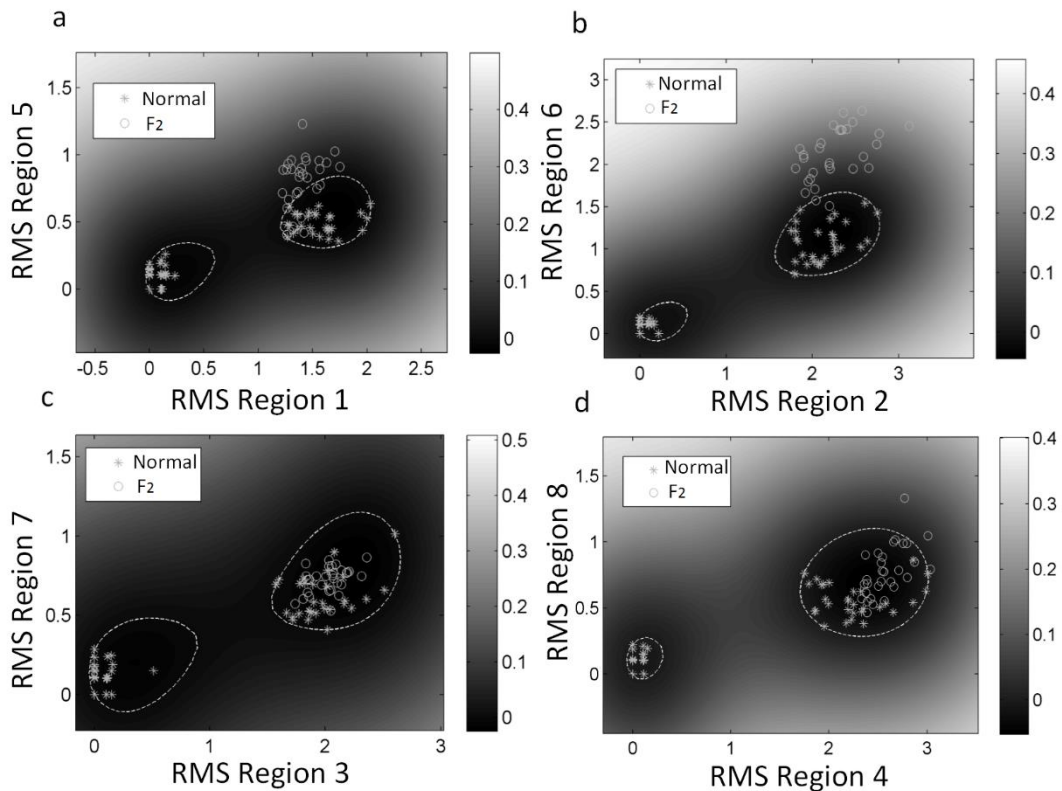 a
1.5
1
0.5
0
-0.5
0
0.5
1
1.5
2
2.5
RMS Region 5
RMS Region 1
Normal
F2
0.4
0.3
0.2
0.1
0
b
3
2.5
2
1.5
1
0.5
0
0
1
2
3
RMS Region 6
RMS Region 2
Normal
F2
0.4
0.3
0.2
0.1
0
c
1.5
1
0.5
0
0
1
2
3
RMS Region 7
RMS Region 3
Normal
F2
0.5
0.4
0.3
0.2
0.1
0
d
1.5
1
0.5
0
0
1
2
3
RMS Region 8
RMS Region 4
Normal
F2
0.4
0.3
0.2
0.1
0